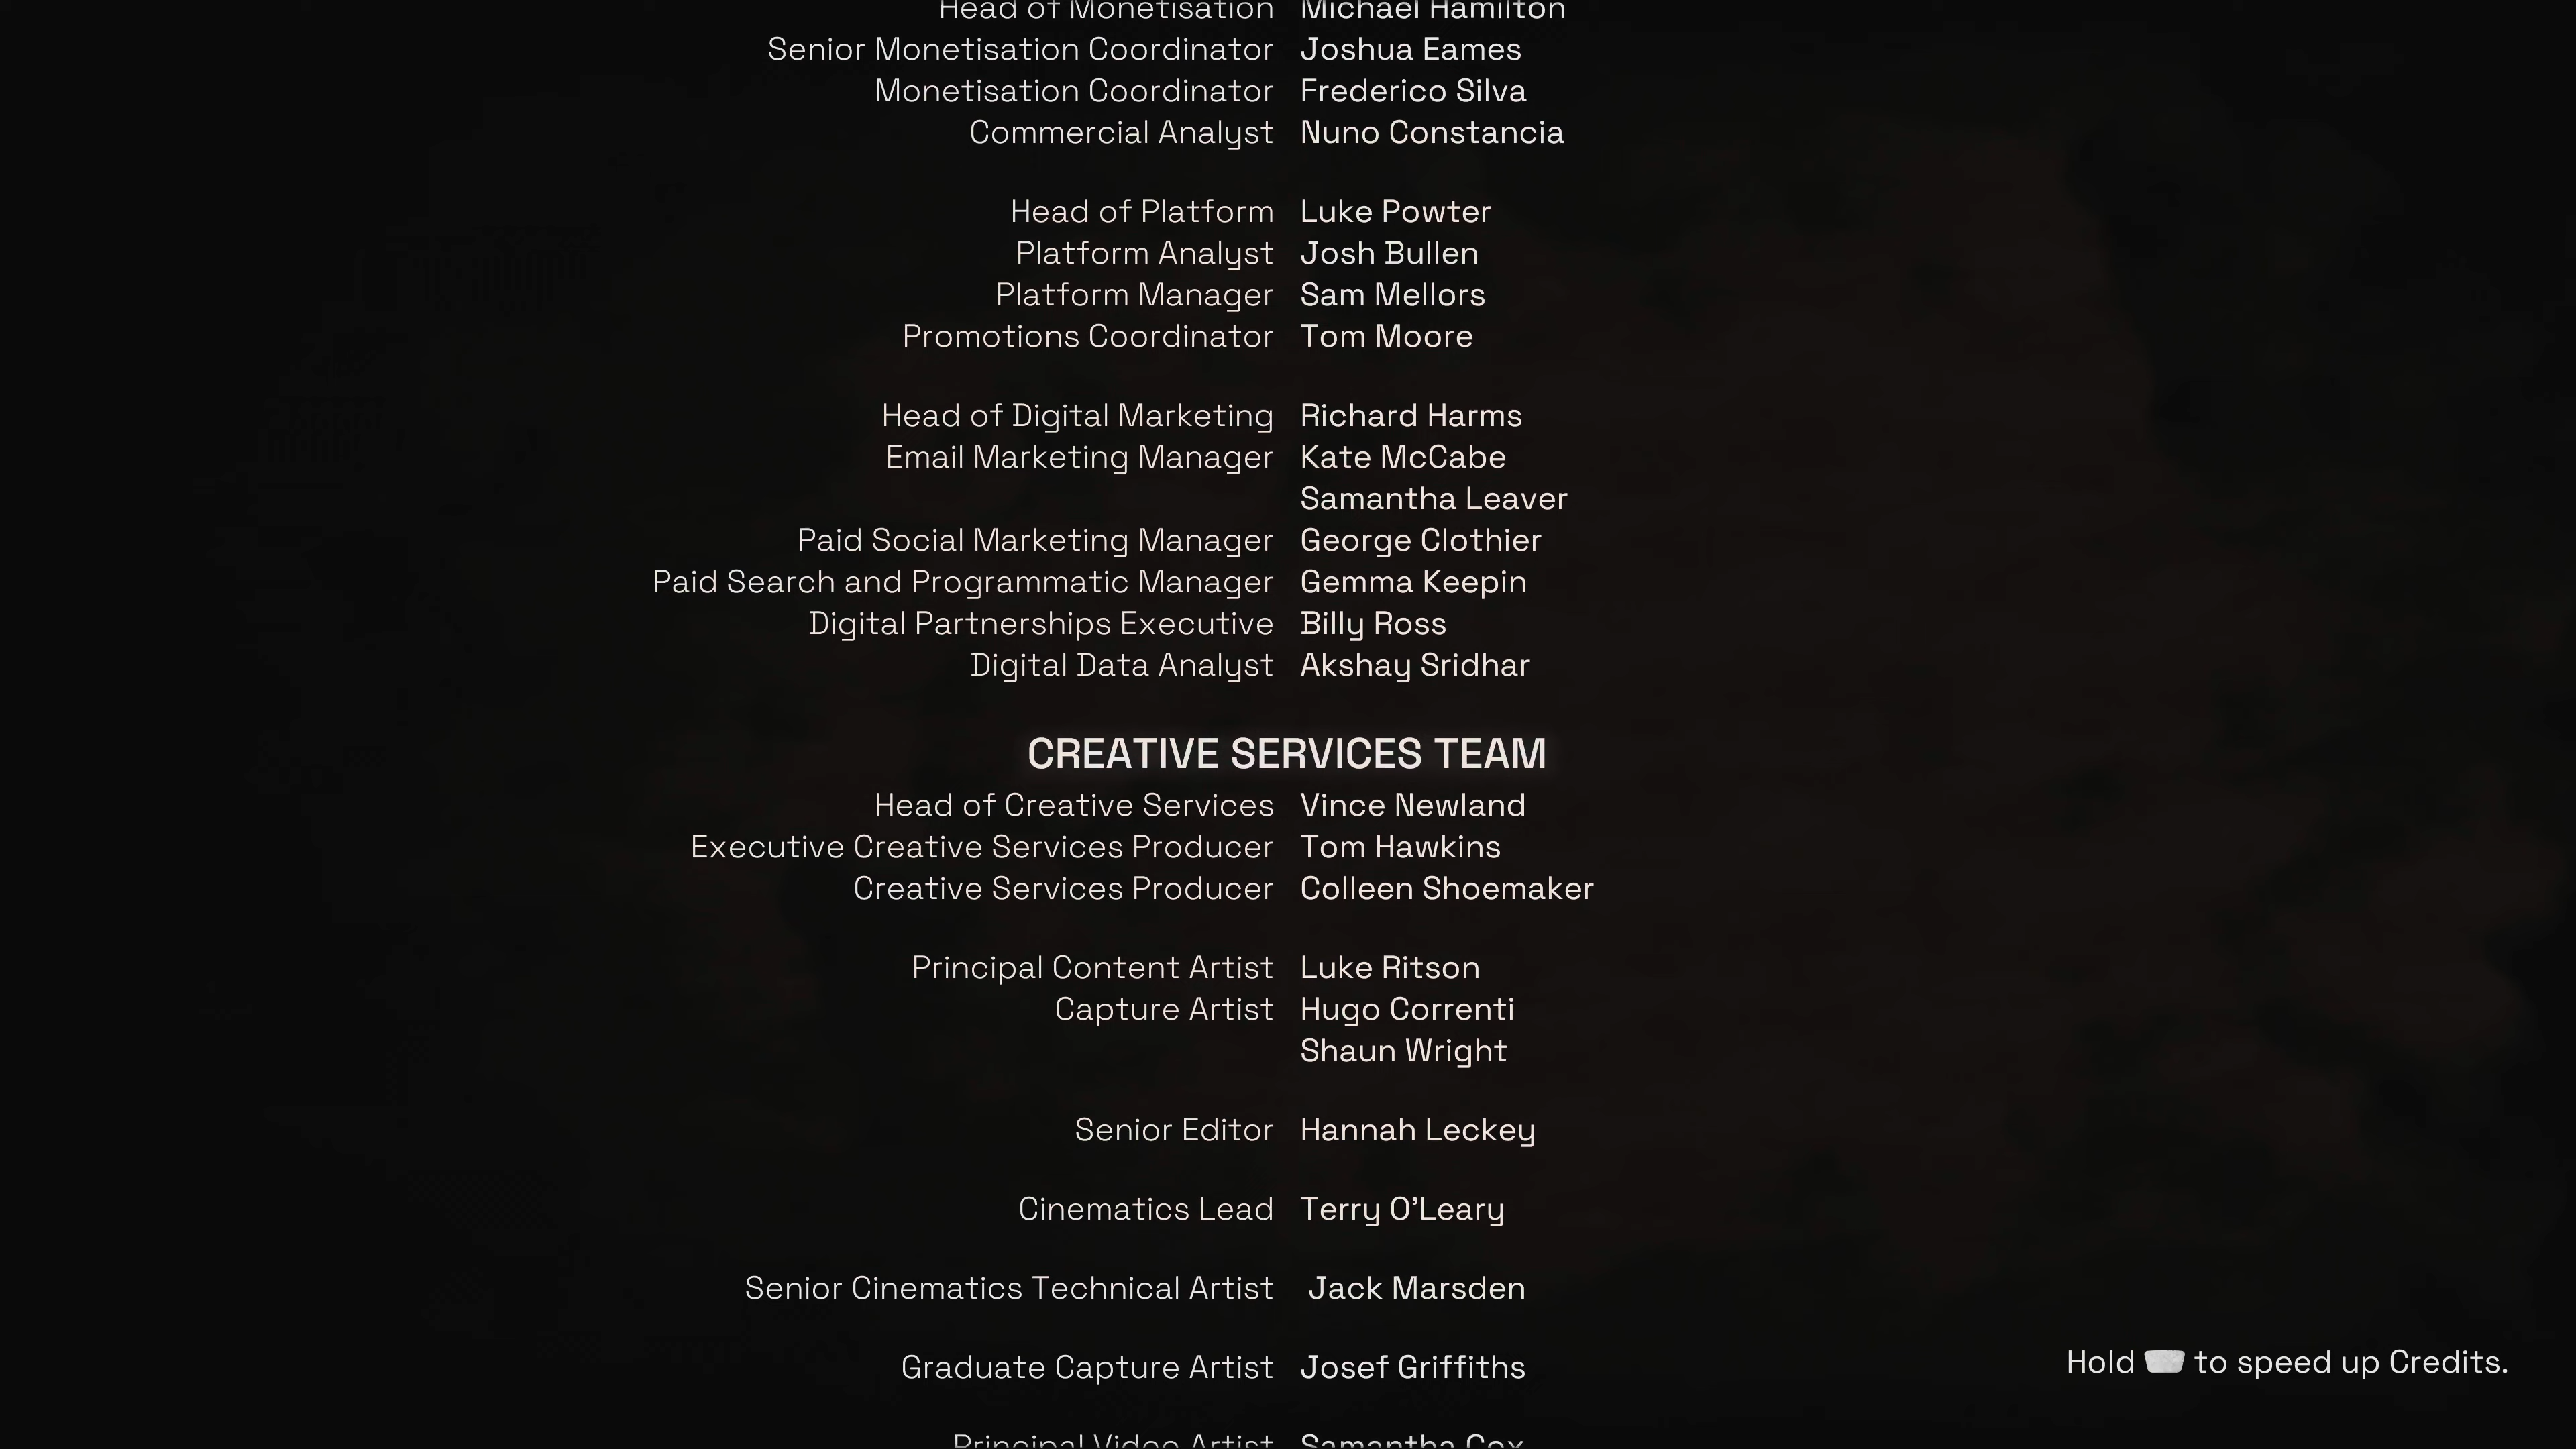 Head of Monetisation Michael Hamilton
Senior Monetisation Coordinator Joshua Eames
Monetisation Coordinator Frederico Silva
Commercial Analyst Nuno Constancia
Head of Platform Luke Powter
Platform Analyst Josh Bullen
Platform Manager Sam Mellors
Promotions Coordinator Tom Moore
Head of Digital Marketing Richard Harms
Email Marketing Manager Kate McCabe
Samantha Leaver
Paid Social Marketing Manager George Clothier
Paid Search and Programmatic Manager Gemma Keepin
Digital Partnerships Executive Billy Ross
Digital Data Analyst Akshay Sridhar
CREATIVE SERVICES TEAM
Head of Creative Services Vince Newland
Executive Creative Services Producer Tom Hawkins
Creative Services Producer Colleen Shoemaker
Principal Content Artist Luke Ritson
Capture Artist Hugo Correnti
Shaun Wright
Senior Editor Hannah Leckey
Cinematics Lead Terry O'Leary
Senior Cinematics Technical Artist Jack Marsden
Graduate Capture Artist Josef Griffiths
Hold to speed up Credits.
Principal Video Artist Samantha Cox